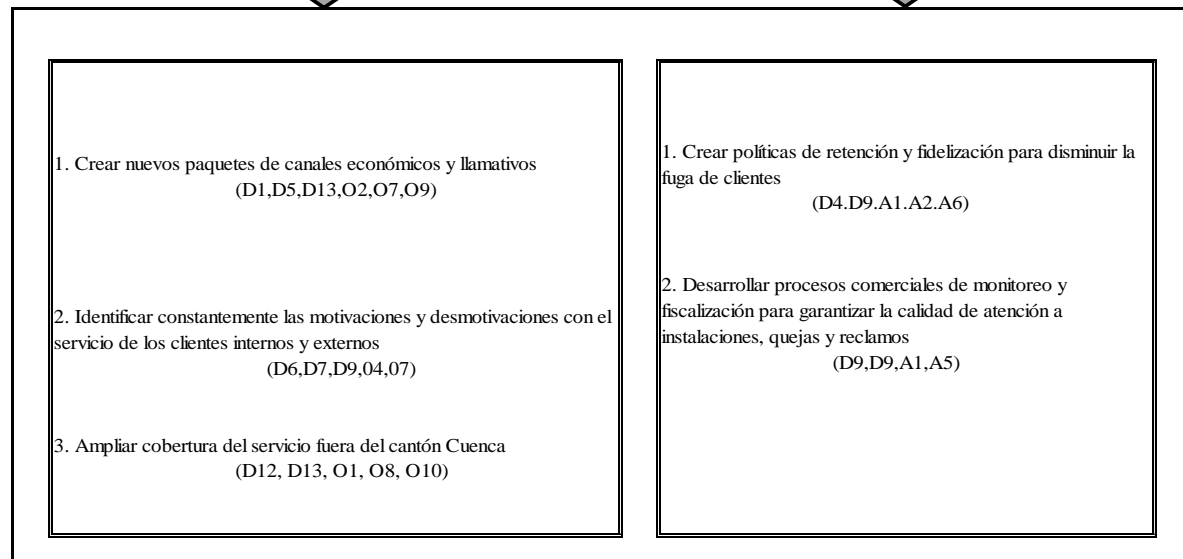 1. Crear nuevos paquetes de canales económicos y llamativos
(D1,D5,D13,O2,O7,O9)
2. Identificar constantemente las motivaciones y desmotivaciones con el
servicio de los clientes internos y externos
(D6,D7,D9,04,07)
3. Ampliar cobertura del servicio fuera del cantón Cuenca
(D12, D13, O1, O8, O10)
1. Crear políticas de retención y fidelización para disminuir la
fuga de clientes
(D4.D9.A1.A2.A6)
2. Desarrollar procesos comerciales de monitoreo y
fiscalización para garantizar la calidad de atención a
instalaciones, quejas y reclamos
(D9,D9,A1,A5)